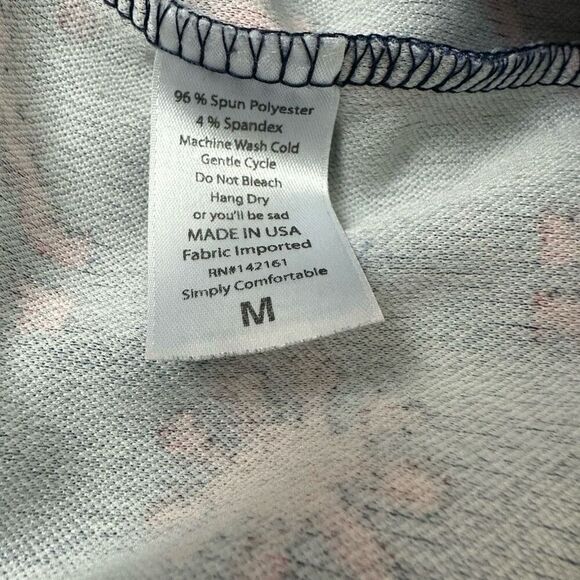 96 % Spun Polyester
4 % Spandex
Machine Wash Cold
Gentle Cycle
Do Not Bleach
Hang Dry
or you'll be sad
MADE IN USA
Fabric Imported
RN#142161
Simply Comfortable
M